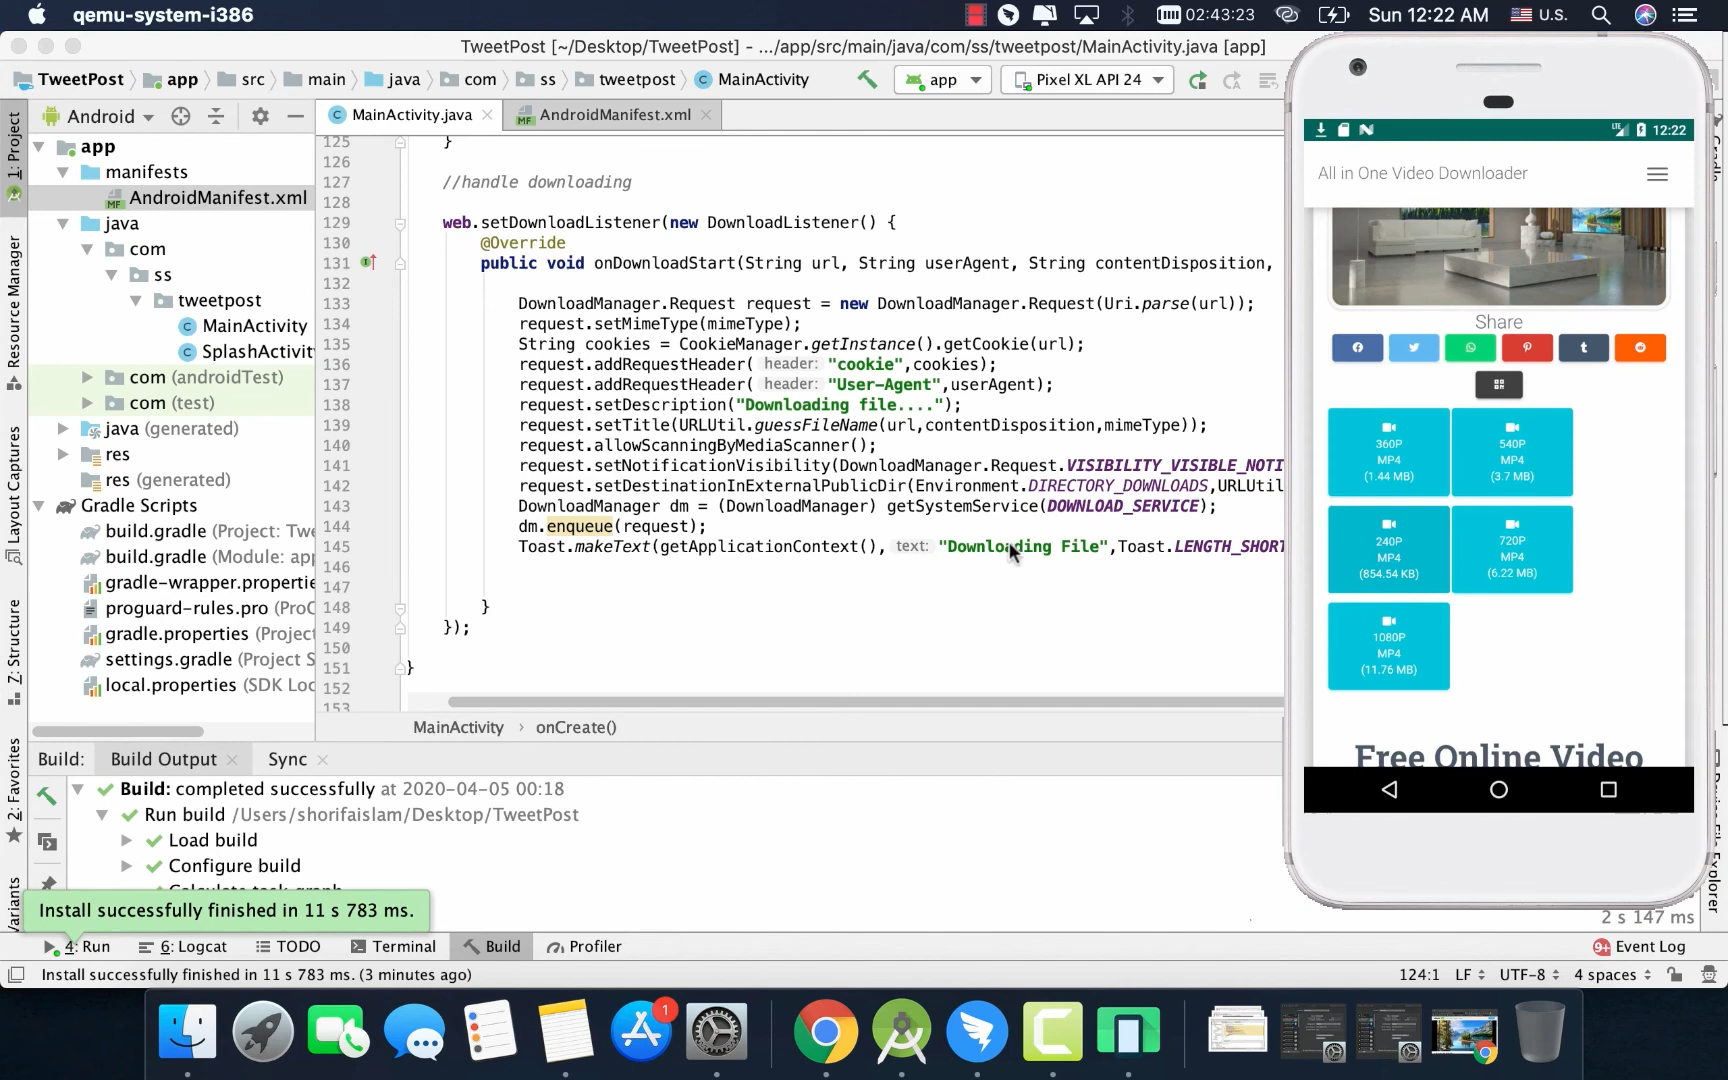 qemu-system-i386
02:43:23
Sun 12:22 AM
U.S.
TweetPost [~/Desktop/TweetPost] - .../app/src/main/java/com/ss/tweetpost/MainActivity.java [app]
TweetPost
app
src
main
java
com
ss
tweetpost
MainActivity
app
Pixel XL API 24
1: Project
Resource Manager
Layout Captures
7: Structure
2: Favorites
Android
app
manifests
AndroidManifest.xml
java
com
ss
tweetpost
MainActivity
com (androidTest)
com (test)
java (generated)
res
res (generated)
Gradle Scripts
build.gradle (Project: Twe
build.gradle (Module: app
gradle-wrapper.propertie
proguard-rules.pro (ProG
gradle.properties (Project
settings.gradle (Project S
local.properties (SDK Loc
MainActivity.java
AndroidManifest.xml
125 }
126
127 //handle downloading
128
129 web.setDownloadListener(new DownloadListener() {
130 @Override
131 public void onDownloadStart(String url, String userAgent, String contentDisposition,
132
133 DownloadManager.Request request = new DownloadManager.Request(Uri.parse(url));
134 request.setMimeType(mimeType);
135 String cookies = CookieManager.getInstance().getCookie(url);
136 request.addRequestHeader( header: "cookie",cookies);
137 request.addRequestHeader( header: "User-Agent",userAgent);
138 request.setDescription("Downloading file....");
139 request.setTitle(URLUtil.guessFileName(url,contentDisposition,mimeType));
140 request.allowScanningByMediaScanner();
141 request.setNotificationVisibility(DownloadManager.Request.VISIBILITY_VISIBLE_NOTI
142 request.setDestinationInExternalPublicDir(Environment.DIRECTORY_DOWNLOADS,URLUtil
143 DownloadManager dm = (DownloadManager) getSystemService(DOWNLOAD_SERVICE);
144 dm.enqueue(request);
145 Toast.makeText(getApplicationContext(), text: "Downloading File",Toast.LENGTH_SHORT
146
147
148 }
149 });
150
151 }
152
153
MainActivity › onCreate()
Build:
Build Output
Sync
Build: completed successfully at 2020-04-05 00:18
Run build /Users/shorifaislam/Desktop/TweetPost
Load build
Configure build
Install successfully finished in 11 s 783 ms.
2 s 147 ms
4: Run
6: Logcat
TODO
Terminal
Build
Profiler
9+
Event Log
Install successfully finished in 11 s 783 ms. (3 minutes ago)
124:1
LF
UTF-8
4 spaces
1
LTE
12:22
All in One Video Downloader
Share
360P
MP4
(1.44 MB)
540P
MP4
(3.7 MB)
240P
MP4
(854.54 KB)
720P
MP4
(6.22 MB)
1080P
MP4
(11.76 MB)
Free Online Video